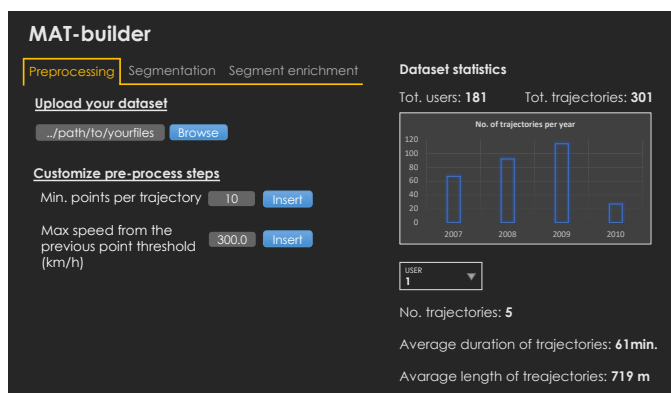 MAT-builder
Preprocessing Segmentation Segment enrichment
Upload your dataset
../path/to/yourfiles Browse
Customize pre-process steps
Min. points per trajectory 10 Insert
Max speed from the
previous point threshold 300.0 Insert
(km/h)
Dataset statistics
Tot. users: 181 Tot. trajectories: 301
No. of trajectories per year
120
100
80
60
40
20
0
2007 2008 2009 2010
USER
1
No. trajectories: 5
Average duration of trajectories: 61min.
Avarage length of treajectories: 719 m